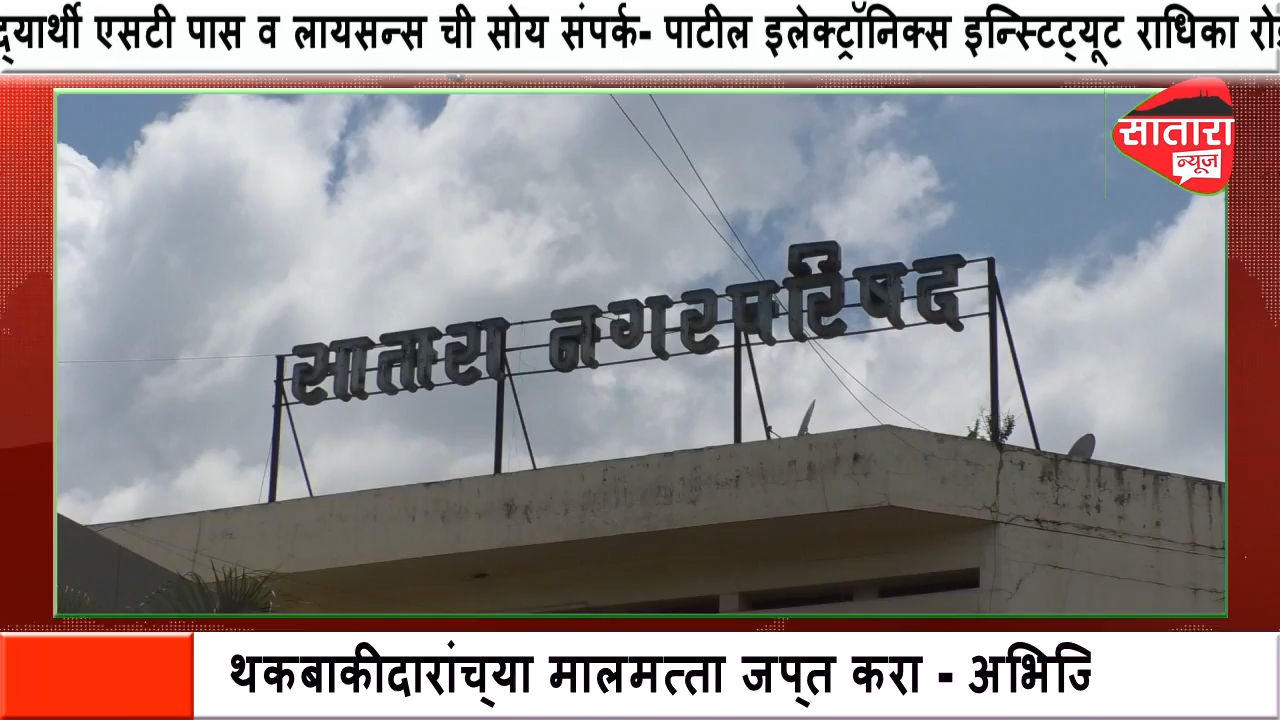 द्यार्थी एसटी पास व लायसन्स ची सोय संपर्क- पाटील इलेक्ट्रॉनिक्स इन्स्टिट्यूट राधिका
सातारा
न्यूज
सातारा नगरपरिषद
थकबाकीदारांच्या मालमत्ता जप्त करा - अभिजि